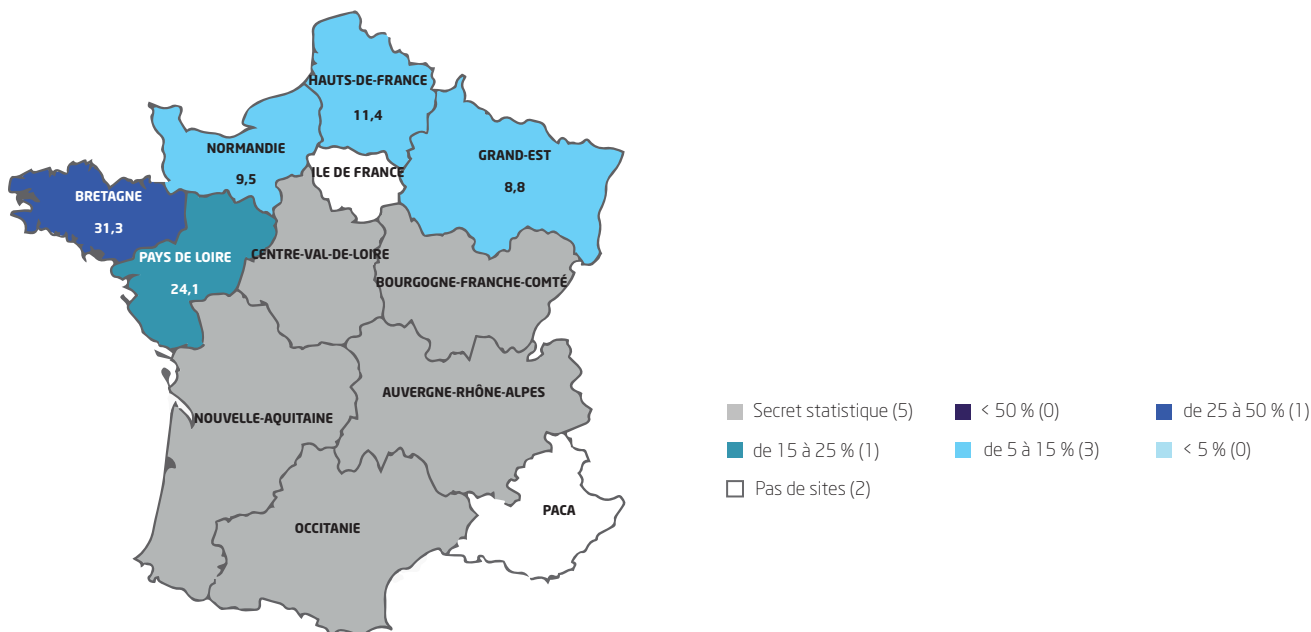 HAUTS-DE-FRANCE
11,4
NORMANDIE
9,5
GRAND-EST
8,8
ILE DE FRANCE
BRETAGNE
31,3
PAYS DE LOIRE
24,1
CENTRE-VAL-DE-LOIRE
BOURGOGNE-FRANCHE-COMTÉ
AUVERGNE-RHÔNE-ALPES
NOUVELLE-AQUITAINE
OCCITANIE
PACA
Secret statistique (5)
< 50 % (0)
de 25 à 50 % (1)
de 15 à 25 % (1)
de 5 à 15 % (3)
< 5 % (0)
Pas de sites (2)